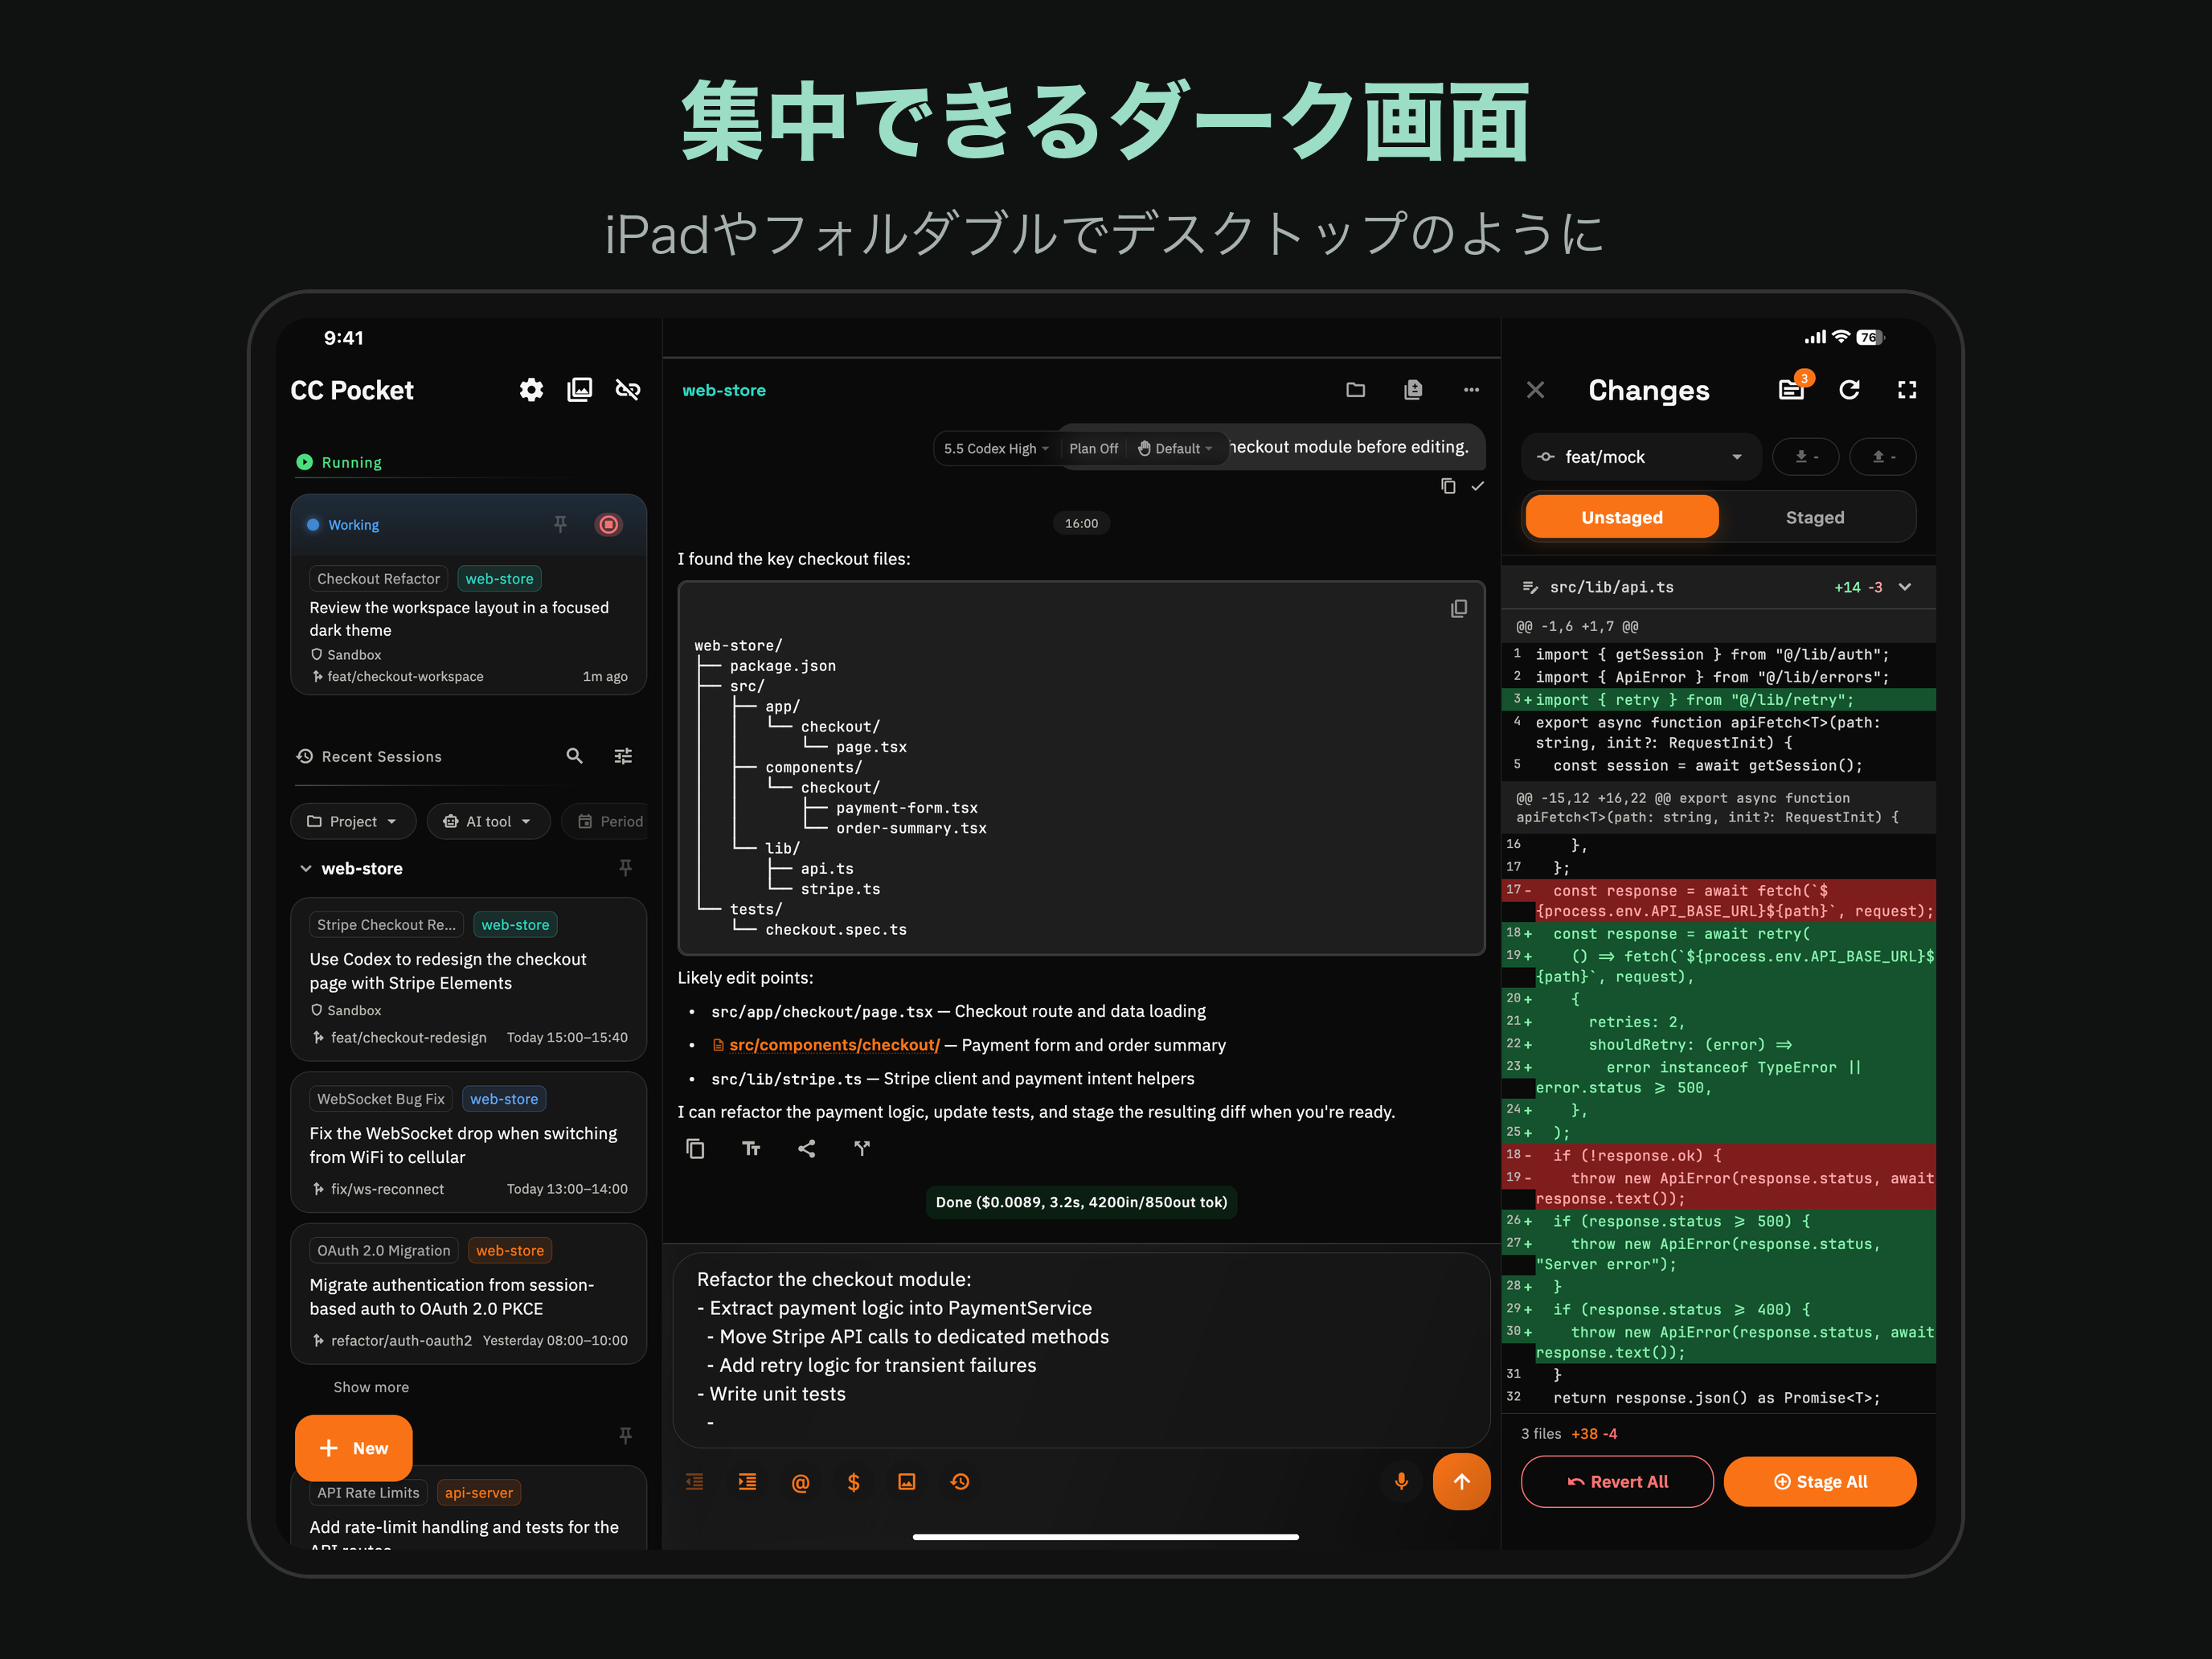 集中できるダーク画面
iPadやフォルダブルでデスクトップのように
9:41
76
CC Pocket
Running
Working
Checkout Refactor web-store
Review the workspace layout in a focused
dark theme
Sandbox
feat/checkout-workspace 1m ago
Recent Sessions
Project AI tool Period
web-store
Stripe Checkout Re... web-store
Use Codex to redesign the checkout
page with Stripe Elements
Sandbox
feat/checkout-redesign Today 15:00–15:40
WebSocket Bug Fix web-store
Fix the WebSocket drop when switching
from WiFi to cellular
fix/ws-reconnect Today 13:00–14:00
OAuth 2.0 Migration web-store
Migrate authentication from session-
based auth to OAuth 2.0 PKCE
refactor/auth-oauth2 Yesterday 08:00–10:00
Show more
+ New
API Rate Limits api-server
Add rate-limit handling and tests for the
web-store
5.5 Codex High Plan Off Default
checkout module before editing.
16:00
I found the key checkout files:
web-store/
├── package.json
├── src/
│   ├── app/
│   │   └── checkout/
│   │       └── page.tsx
│   ├── components/
│   │   └── checkout/
│   │       ├── payment-form.tsx
│   │       └── order-summary.tsx
│   └── lib/
│       ├── api.ts
│       └── stripe.ts
└── tests/
    └── checkout.spec.ts
Likely edit points:
• src/app/checkout/page.tsx — Checkout route and data loading
• src/components/checkout/ — Payment form and order summary
• src/lib/stripe.ts — Stripe client and payment intent helpers
I can refactor the payment logic, update tests, and stage the resulting diff when you're ready.
Done ($0.0089, 3.2s, 4200in/850out tok)
Refactor the checkout module:
- Extract payment logic into PaymentService
  - Move Stripe API calls to dedicated methods
  - Add retry logic for transient failures
- Write unit tests
  -
@ $
Changes
3
feat/mock - -
Unstaged Staged
src/lib/api.ts +14 -3
@@ -1,6 +1,7 @@
1 import { getSession } from "@/lib/auth";
2 import { ApiError } from "@/lib/errors";
3 + import { retry } from "@/lib/retry";
4 export async function apiFetch<T>(path:
string, init?: RequestInit) {
5 const session = await getSession();
@@ -15,12 +16,22 @@ export async function
apiFetch<T>(path: string, init?: RequestInit) {
16 },
17 };
17 - const response = await fetch(`$
{process.env.API_BASE_URL}${path}`, request);
18 + const response = await retry(
19 + () => fetch(`${process.env.API_BASE_URL}$
{path}`, request),
20 + {
21 + retries: 2,
22 + shouldRetry: (error) =>
23 + error instanceof TypeError ||
error.status >= 500,
24 + },
25 + );
18 - if (!response.ok) {
19 - throw new ApiError(response.status, await
response.text());
26 + if (response.status >= 500) {
27 + throw new ApiError(response.status,
"Server error");
28 + }
29 + if (response.status >= 400) {
30 + throw new ApiError(response.status, await
response.text());
31 }
32 return response.json() as Promise<T>;
3 files +38 -4
Revert All Stage All